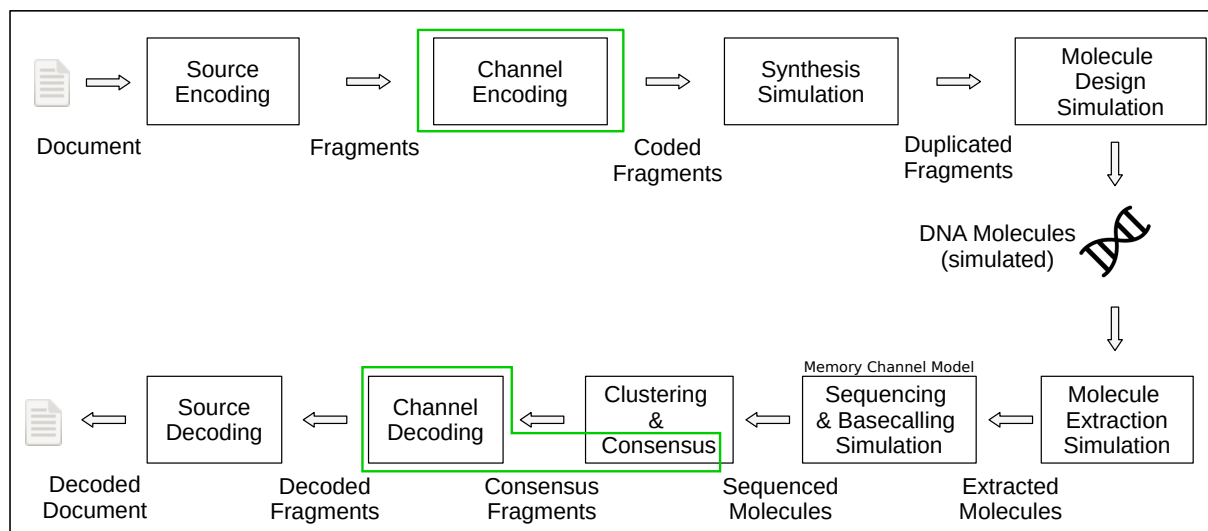 Source
Encoding
Channel
Encoding
Synthesis
Simulation
Molecule
Design
Simulation
Document
Fragments
Coded
Fragments
Duplicated
Fragments
DNA Molecules
(simulated)
Memory Channel Model
Source
Decoding
Channel
Decoding
Clustering
&
Consensus
Sequencing
& Basecalling
Simulation
Molecule
Extraction
Simulation
Decoded
Document
Decoded
Fragments
Consensus
Fragments
Sequenced
Molecules
Extracted
Molecules